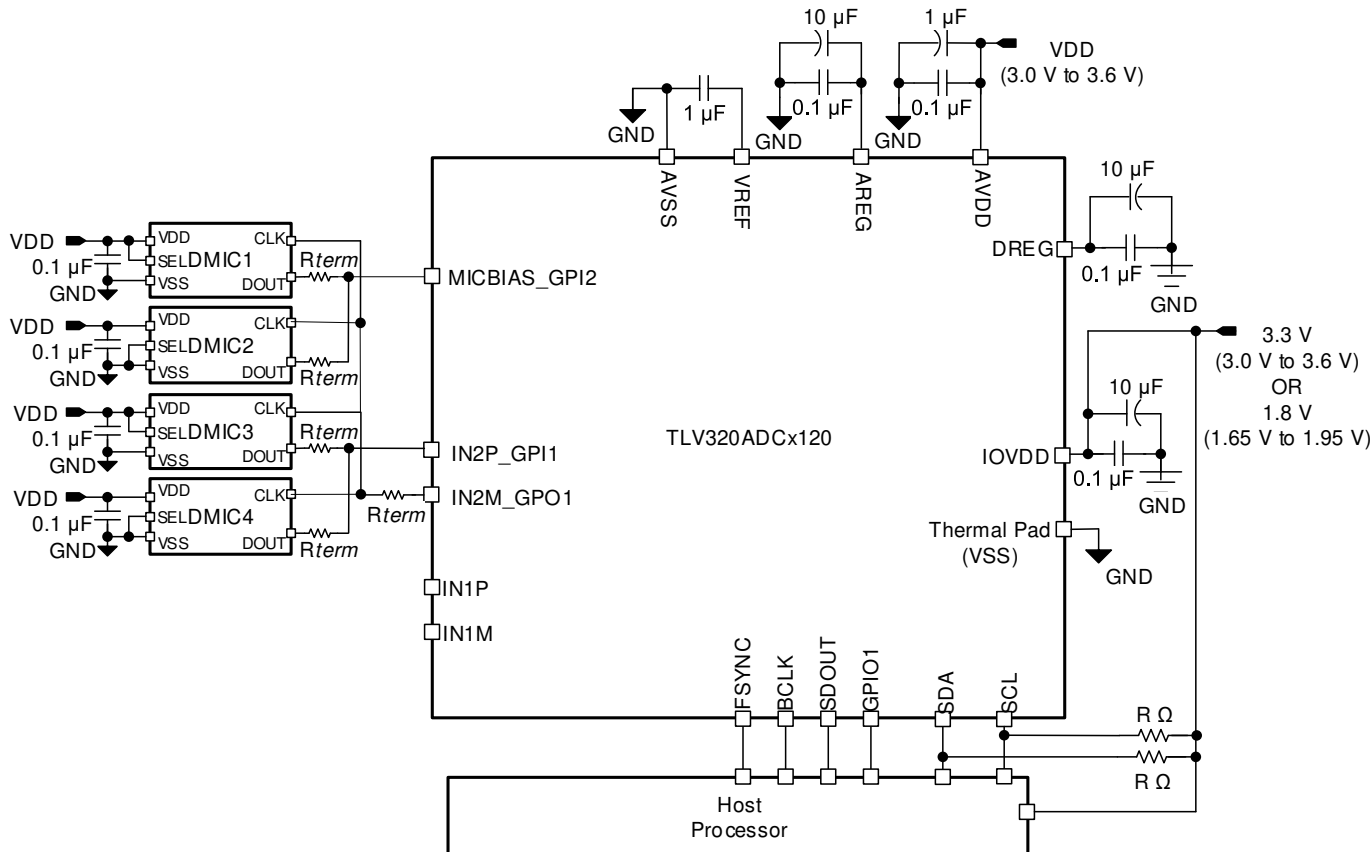 10 µF
1 µF
VDD
(3.0 V to 3.6 V)
1 µF
0.1 µF
0.1 µF
GND
GND
GND
AVSS
VREF
AREG
AVDD
10 µF
DREG
0.1 µF
GND
VDD
0.1 µF
GND
VDD
SEL
VSS
DMIC1
CLK
DOUT
Rterm
MICBIAS_GPI2
VDD
0.1 µF
GND
VDD
SEL
VSS
DMIC2
CLK
DOUT
Rterm
VDD
0.1 µF
GND
VDD
SEL
VSS
DMIC3
CLK
DOUT
Rterm
IN2P_GPI1
VDD
0.1 µF
GND
VDD
SEL
VSS
DMIC4
CLK
DOUT
Rterm
Rterm
IN2M_GPO1
IN1P
IN1M
TLV320ADCx120
3.3 V
(3.0 V to 3.6 V)
OR
1.8 V
(1.65 V to 1.95 V)
10 µF
IOVDD
0.1 µF
GND
Thermal Pad
(VSS)
GND
FSYNC
BCLK
SDOUT
GPIO1
SDA
SCL
R Ω
R Ω
Host
Processor